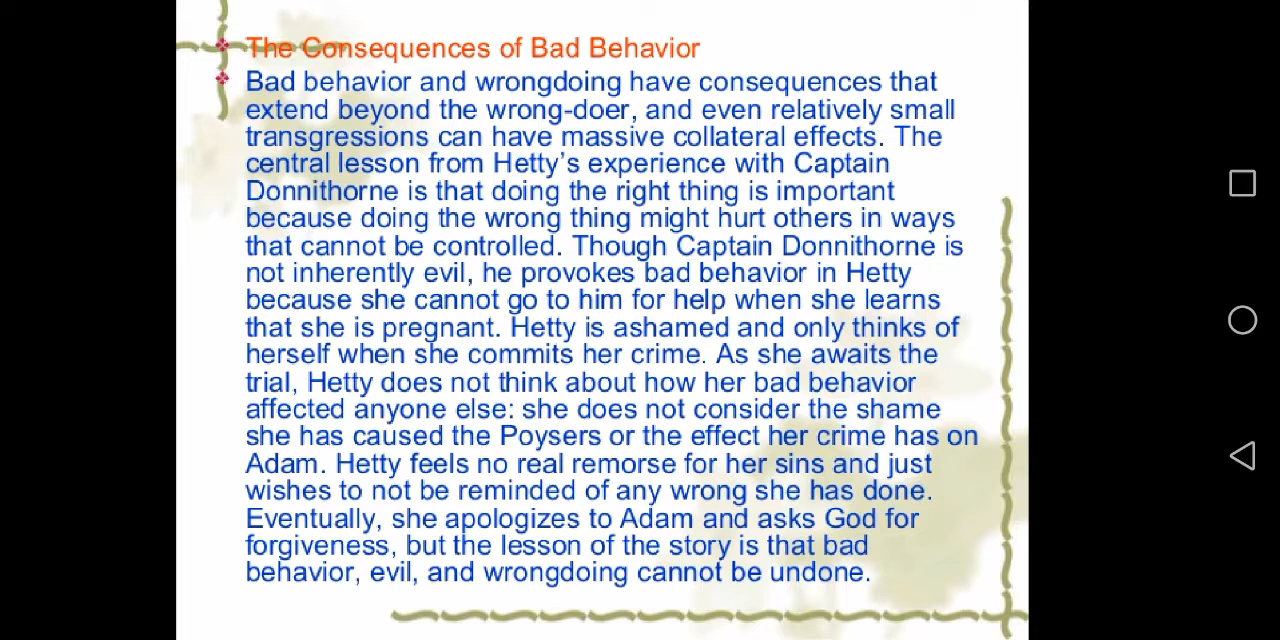 The Consequences of Bad Behavior
Bad behavior and wrongdoing have consequences that
extend beyond the wrong-doer, and even relatively small
transgressions can have massive collateral effects. The
central lesson from Hetty’s experience with Captain
Donnithorne is that doing the right thing is important
because doing the wrong thing might hurt others in ways
that cannot be controlled. Though Captain Donnithorne is
not inherently evil, he provokes bad behavior in Hetty
because she cannot go to him for help when she learns
that she is pregnant. Hetty is ashamed and only thinks of
herself when she commits her crime. As she awaits the
trial, Hetty does not think about how her bad behavior
affected anyone else: she does not consider the shame
she has caused the Poysers or the effect her crime has on
Adam. Hetty feels no real remorse for her sins and just
wishes to not be reminded of any wrong she has done.
Eventually, she apologizes to Adam and asks God for
forgiveness, but the lesson of the story is that bad
behavior, evil, and wrongdoing cannot be undone.